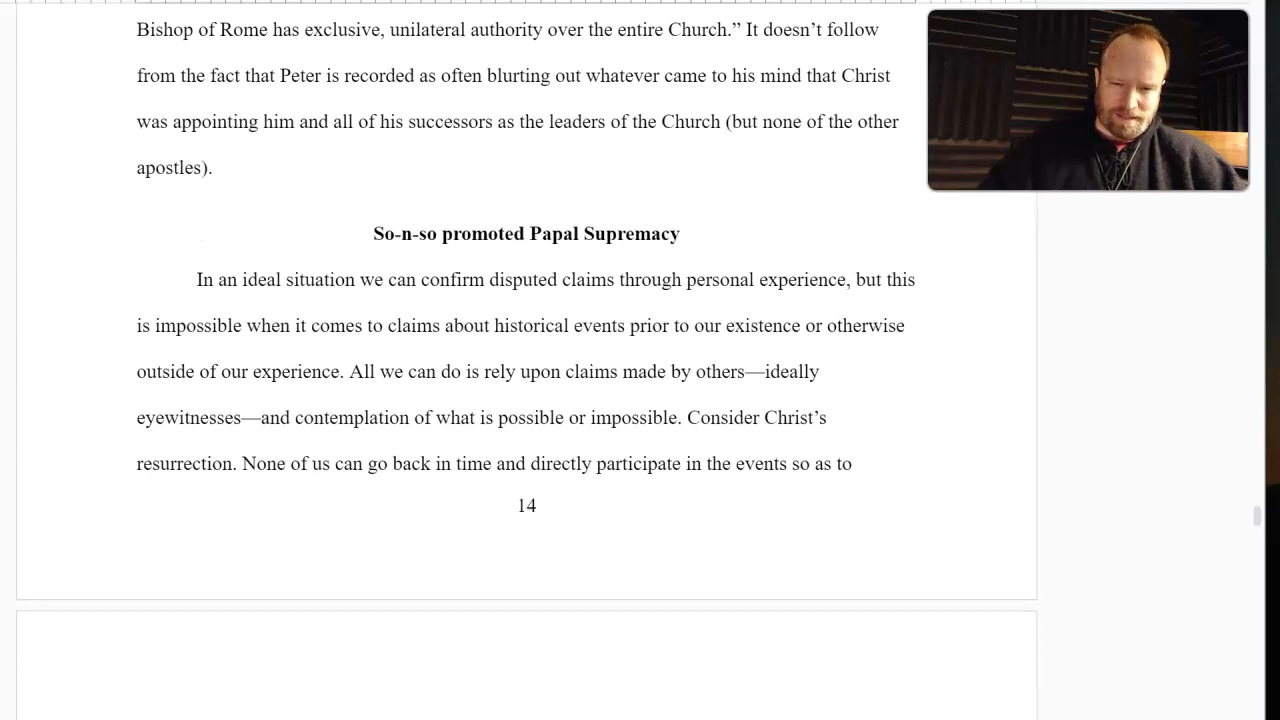 Bishop of Rome has exclusive, unilateral authority over the entire Church.” It doesn’t follow
from the fact that Peter is recorded as often blurting out whatever came to his mind that Christ
was appointing him and all of his successors as the leaders of the Church (but none of the other
apostles).
So-n-so promoted Papal Supremacy
In an ideal situation we can confirm disputed claims through personal experience, but this
is impossible when it comes to claims about historical events prior to our existence or otherwise
outside of our experience. All we can do is rely upon claims made by others—ideally
eyewitnesses—and contemplation of what is possible or impossible. Consider Christ’s
resurrection. None of us can go back in time and directly participate in the events so as to
14